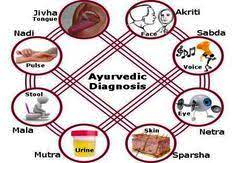 Jivha
Tongue
Akriti
Face
Nadi
Sabda
Pulse
Voice
Ayurvedic
Diagnosis
Stool
Eye
Mala
Netra
Mutra
Urine
Skin
Sparsha